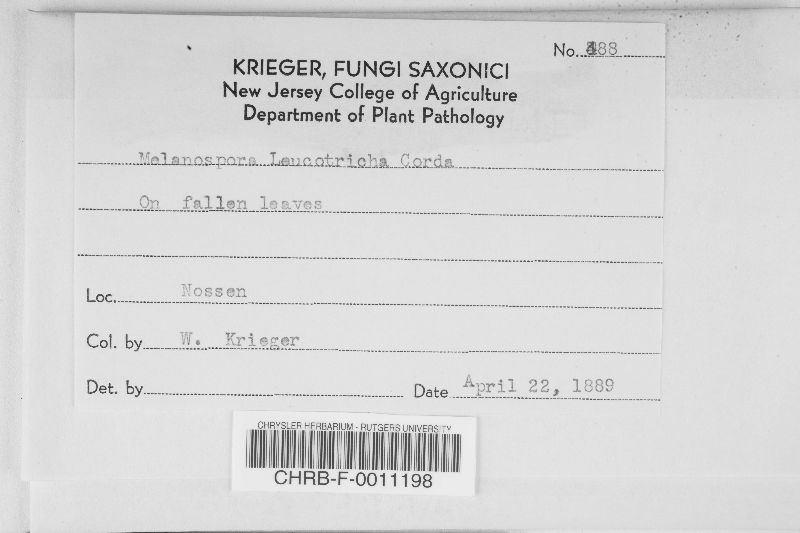 No. 488
KRIEGER, FUNGI SAXONICI
New Jersey College of Agriculture
Department of Plant Pathology
Melanospora Leucotricha Corda
On fallen leaves
Loc. Nossen
Col. by W. Krieger
Det. by Date April 22, 1889
CHRYSLER HERBARIUM - RUTGERS UNIVERSITY
CHRB-F-0011198